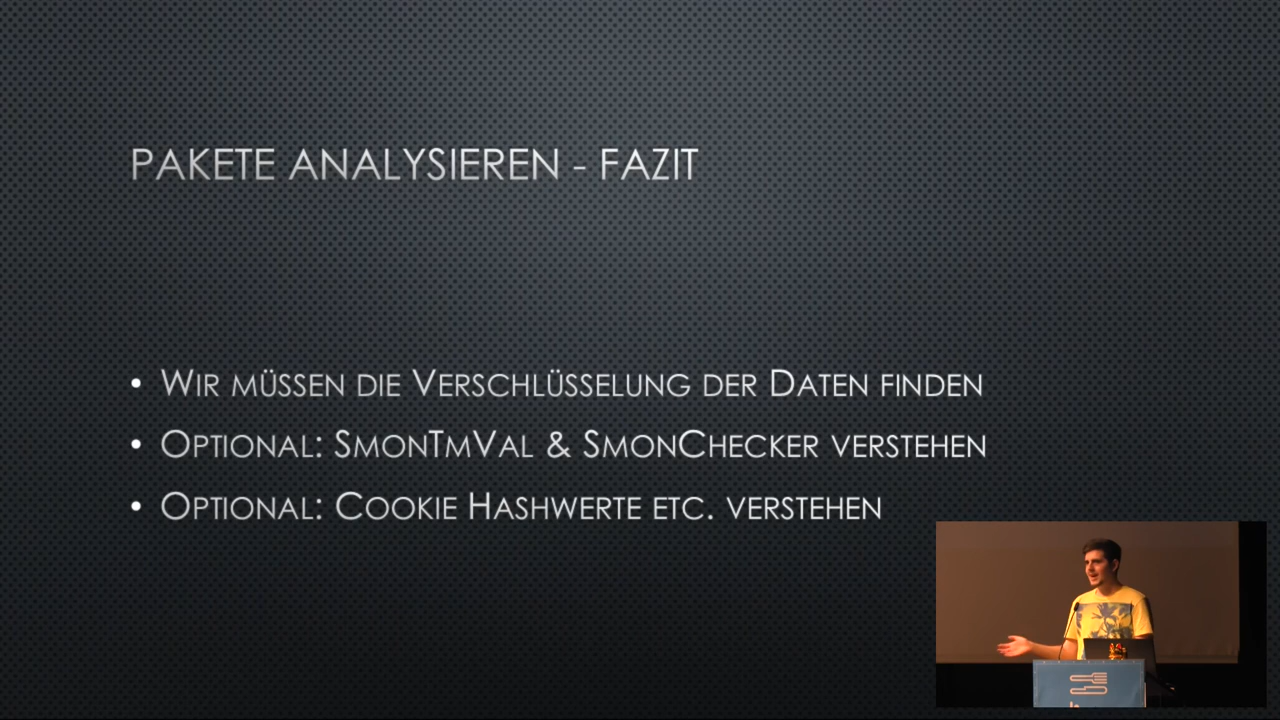 PAKETE ANALYSIEREN - FAZIT
• WIR MÜSSEN DIE VERSCHLÜSSELUNG DER DATEN FINDEN
• OPTIONAL: SMONTMVAL & SMONCHECKER VERSTEHEN
• OPTIONAL: COOKIE HASHWERTE ETC. VERSTEHEN